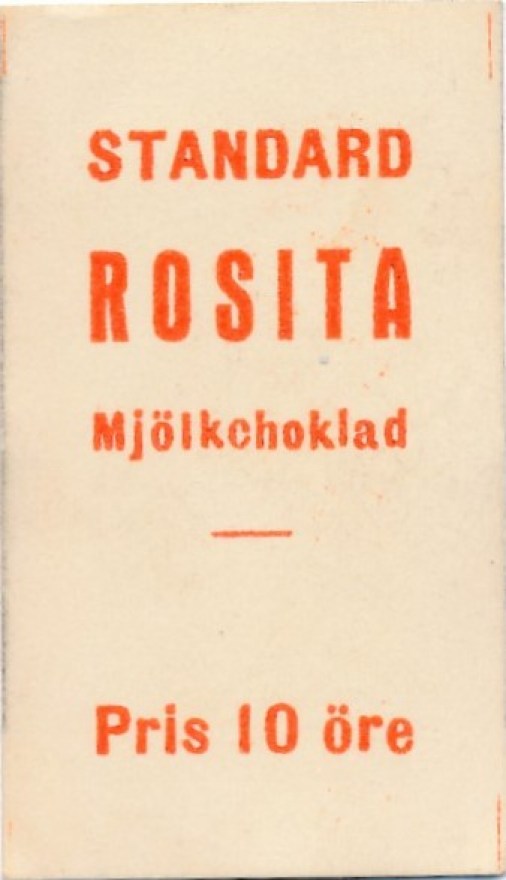 STANDARD
ROSITA
Mjölkchoklad
Pris 10 öre